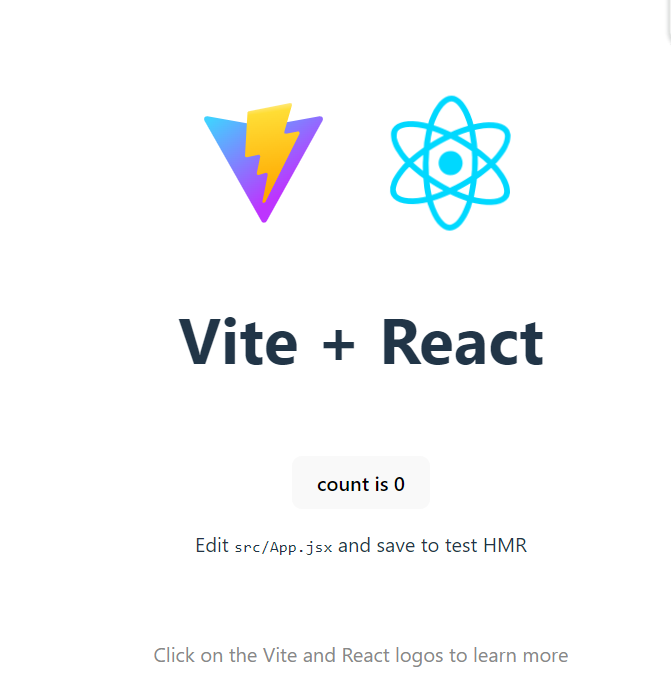 Vite + React
count is 0
Edit src/App.jsx and save to test HMR
Click on the Vite and React logos to learn more